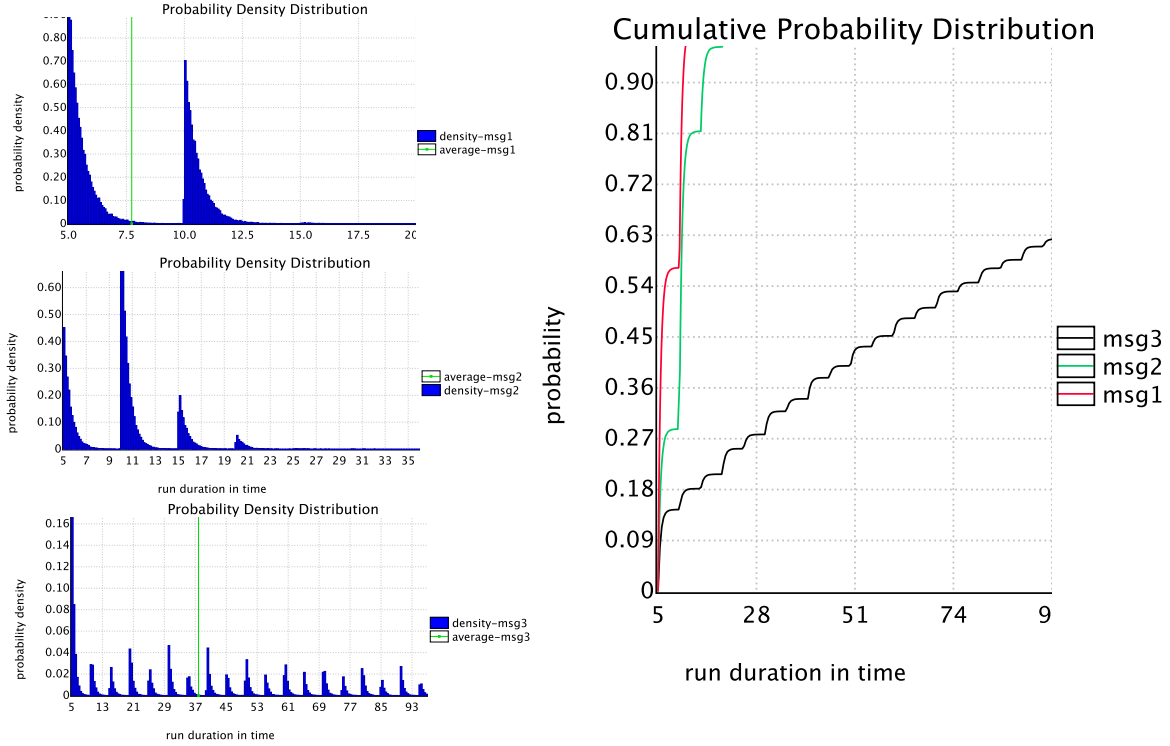 Probability Density Distribution
0.80
0.70
0.60
0.50
0.40
0.30
0.20
0.10
0
probability density
5.0 7.5 10.0 12.5 15.0 17.5 20
density-msg1
average-msg1
Probability Density Distribution
0.60
0.50
0.40
0.30
0.20
0.10
0
probability density
5 7 9 11 13 15 17 19 21 23 25 27 29 31 33 35
run duration in time
average-msg2
density-msg2
Probability Density Distribution
0.16
0.14
0.12
0.10
0.08
0.06
0.04
0.02
0
probability density
5 13 21 29 37 45 53 61 69 77 85 93
run duration in time
density-msg3
average-msg3
Cumulative Probability Distribution
0.90
0.81
0.72
0.63
0.54
0.45
0.36
0.27
0.18
0.09
0
probability
5 28 51 74 9
run duration in time
msg3
msg2
msg1